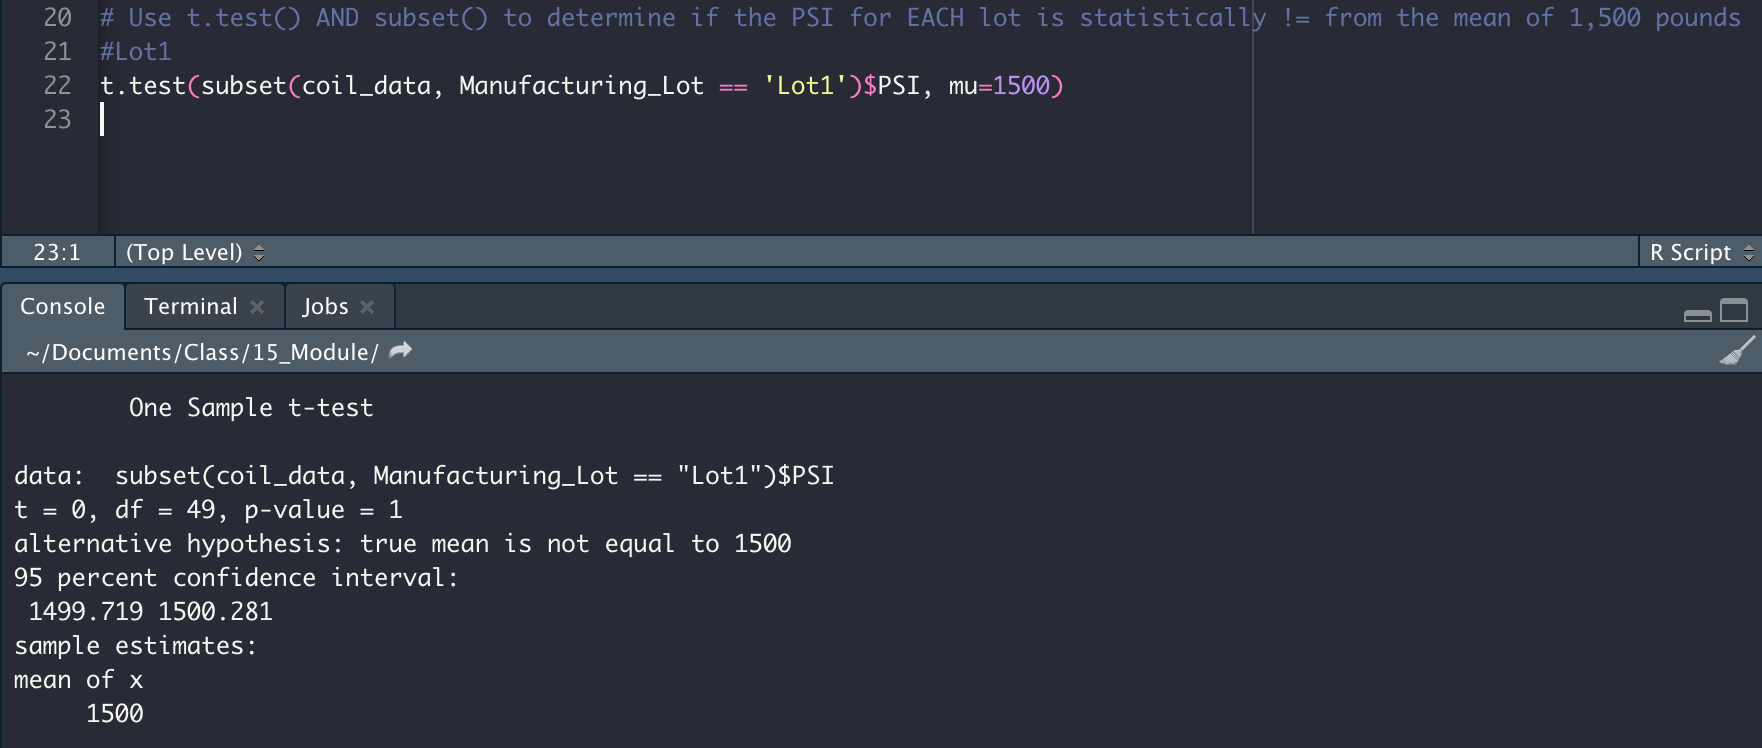 20 # Use t.test() AND subset() to determine if the PSI for EACH lot is statistically != from the mean of 1,500 pounds
21 #Lot1
22 t.test(subset(coil_data, Manufacturing_Lot == 'Lot1')$PSI, mu=1500)
23
23:1 (Top Level) R Script
Console Terminal Jobs
~/Documents/Class/15_Module/
One Sample t-test
data:  subset(coil_data, Manufacturing_Lot == "Lot1")$PSI
t = 0, df = 49, p-value = 1
alternative hypothesis: true mean is not equal to 1500
95 percent confidence interval:
1499.719 1500.281
sample estimates:
mean of x
1500